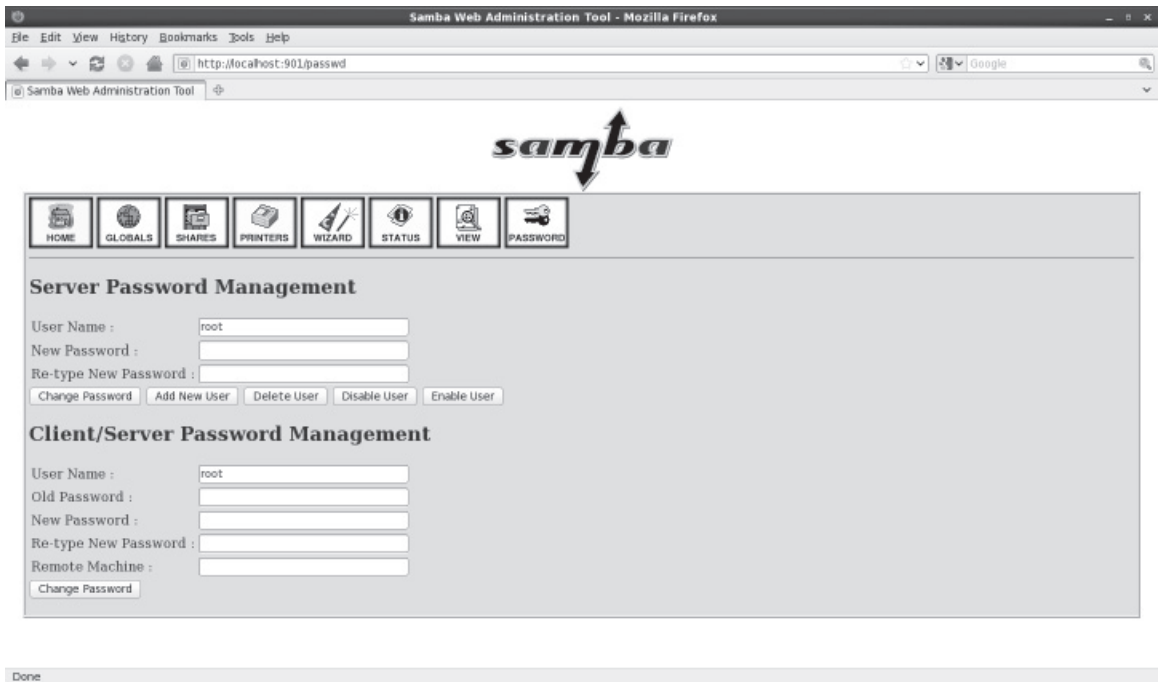 Samba Web Administration Tool - Mozilla Firefox
File Edit View History Bookmarks Tools Help
http://localhost:901/passwd
Google
Samba Web Administration Tool
samba
HOME GLOBALS SHARES PRINTERS WIZARD STATUS VIEW PASSWORD
Server Password Management
User Name : root
New Password :
Re-type New Password :
Change Password Add New User Delete User Disable User Enable User
Client/Server Password Management
User Name : root
Old Password :
New Password :
Re-type New Password :
Remote Machine :
Change Password
Done